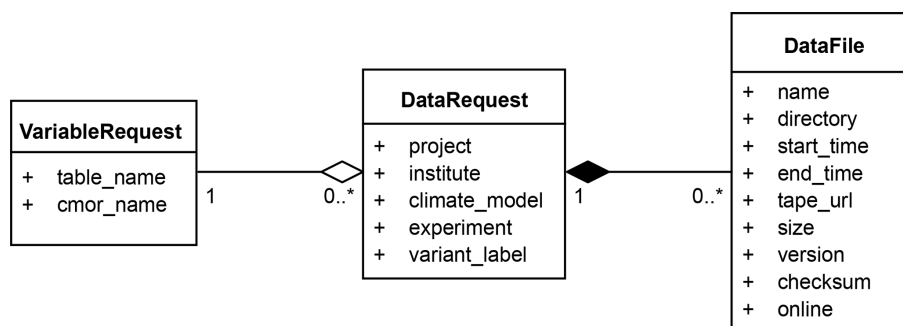 VariableRequest
+ table_name
+ cmor_name
1
0..*
DataRequest
+ project
+ institute
+ climate_model
+ experiment
+ variant_label
1
0..*
DataFile
+ name
+ directory
+ start_time
+ end_time
+ tape_url
+ size
+ version
+ checksum
+ online